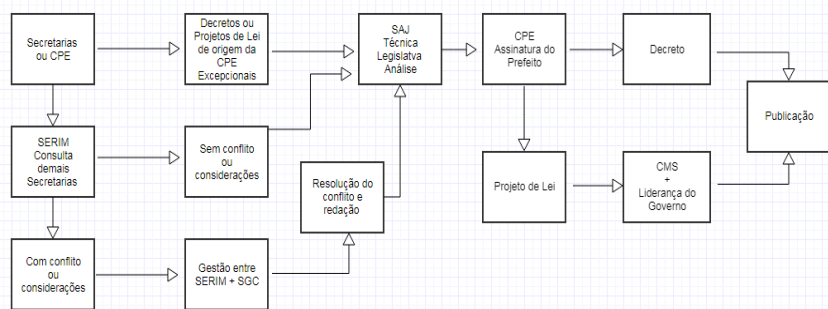 Secretarias
ou CPE
Decretos ou
Projetos de Lei
de origem da
CPE
Excepcionais
SAJ
Técnica
Legislatva
Análise
CPE
Assinatura do
Prefeito
Decreto
Publicação
SERIM
Consulta
demais
Secretarias
Sem conflito
ou
considerações
Resolução do
conflito e
redação
Projeto de Lei
CMS
+
Liderança do
Governo
Com conflito
ou
considerações
Gestão entre
SERIM + SGC